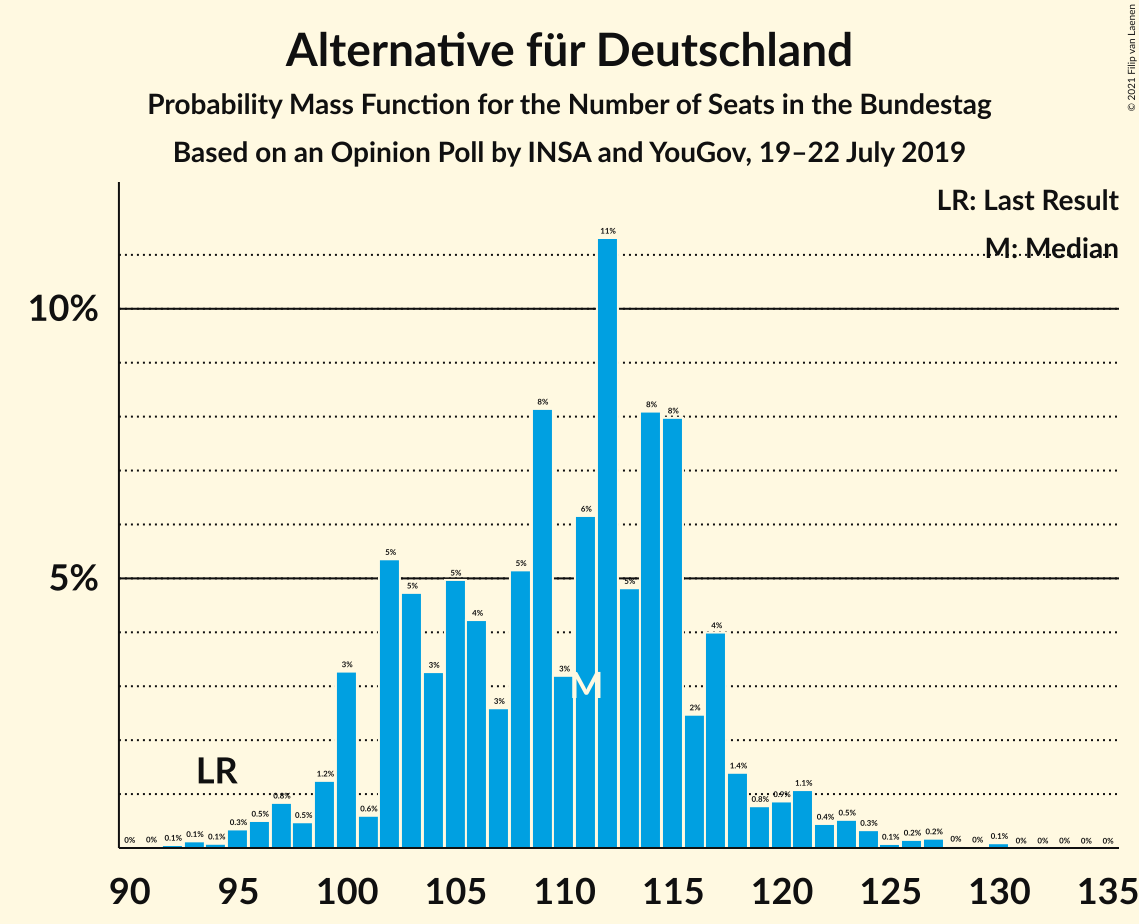 Alternative für Deutschland
Probability Mass Function for the Number of Seats in the Bundestag
Based on an Opinion Poll by INSA and YouGov, 19–22 July 2019
© 2021 Filip van Laenen
LR: Last Result
M: Median
10%
5%
0% 0% 0.1% 0.1% 0.1% 0.3% 0.5% 0.8% 0.5% 1.2% 3% 0.6% 5% 5% 3% 5% 4% 3% 5% 8% 3% 6% 11% 5% 8% 8% 2% 4% 1.4% 0.8% 0.9% 1.1% 0.4% 0.5% 0.3% 0.1% 0.2% 0.2% 0% 0% 0.1% 0% 0% 0% 0% 0%
LR
M
90 95 100 105 110 115 120 125 130 135